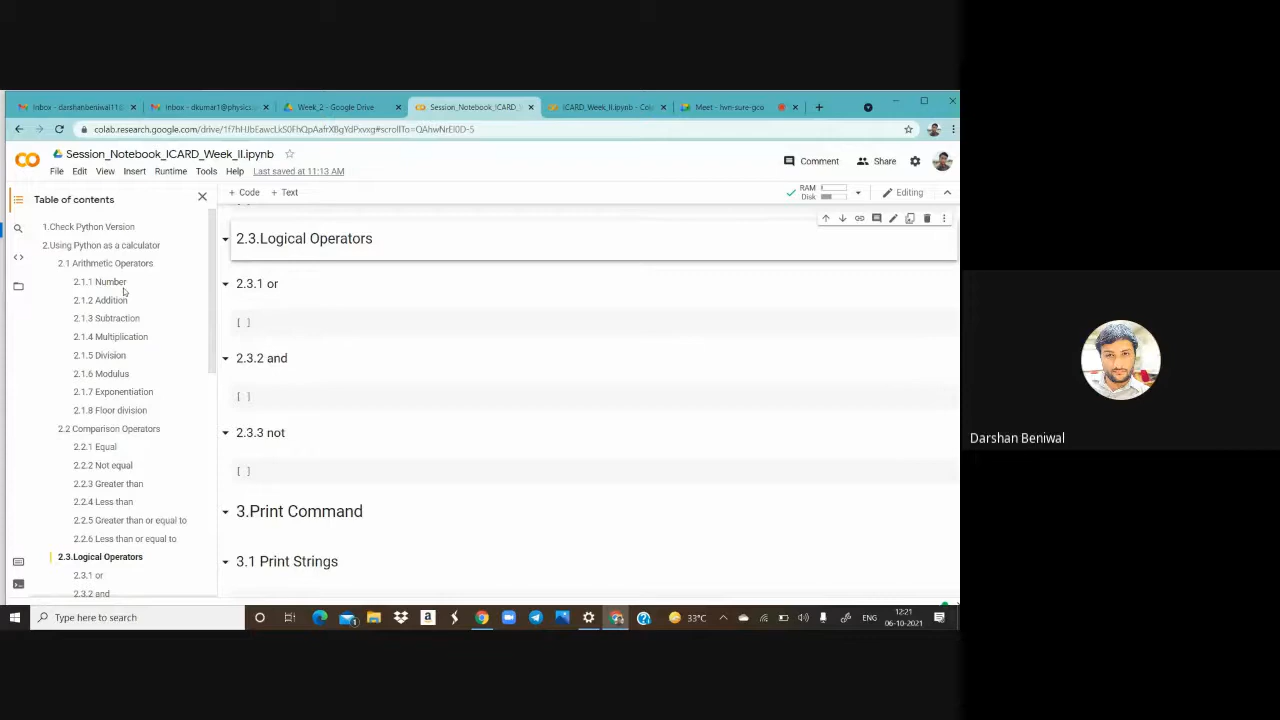 Inbox - darshanbeniwal11@
Inbox - dkumar1@physics.
Week_2 - Google Drive
Session_Notebook_ICARD_
ICARD_Week_II.ipynb - Col
Meet - hvn-sure-gco
colab.research.google.com/drive/1f7hHJbEawcLkS0FhQpAafrXBgYdPxvxg#scrollTo=QAhwNrEl0D-5
Session_Notebook_ICARD_Week_II.ipynb
Comment
Share
File Edit View Insert Runtime Tools Help Last saved at 11:13 AM
Table of contents
+ Code + Text
RAM
Disk
Editing
1.Check Python Version
2.Using Python as a calculator
2.1 Arithmetic Operators
2.1.1 Number
2.1.2 Addition
2.1.3 Subtraction
2.1.4 Multiplication
2.1.5 Division
2.1.6 Modulus
2.1.7 Exponentiation
2.1.8 Floor division
2.2 Comparison Operators
2.2.1 Equal
2.2.2 Not equal
2.2.3 Greater than
2.2.4 Less than
2.2.5 Greater than or equal to
2.2.6 Less than or equal to
2.3.Logical Operators
2.3.1 or
2.3.2 and
2.3.Logical Operators
2.3.1 or
[ ]
2.3.2 and
[ ]
2.3.3 not
[ ]
3.Print Command
3.1 Print Strings
Darshan Beniwal
Type here to search
33°C
ENG
12:21
06-10-2021